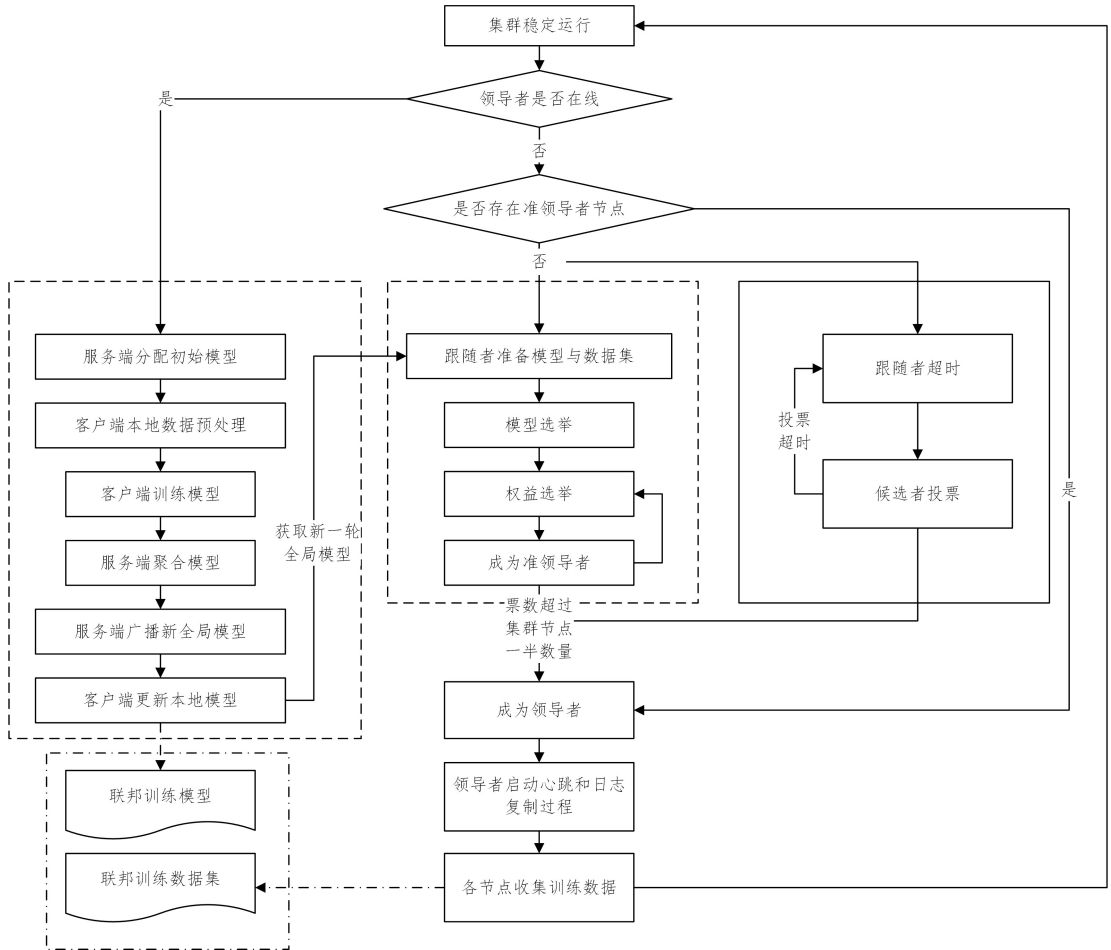 集群稳定运行
领导者是否在线
是
否
是否存在准领导者节点
否
服务端分配初始模型
客户端本地数据预处理
客户端训练模型
服务端聚合模型
服务端广播新全局模型
客户端更新本地模型
获取新一轮
全局模型
跟随者准备模型与数据集
模型选举
权益选举
成为准领导者
跟随者超时
投票
超时
候选者投票
是
票数超过
集群节点
一半数量
成为领导者
领导者启动心跳和日志
复制过程
各节点收集训练数据
联邦训练模型
联邦训练数据集